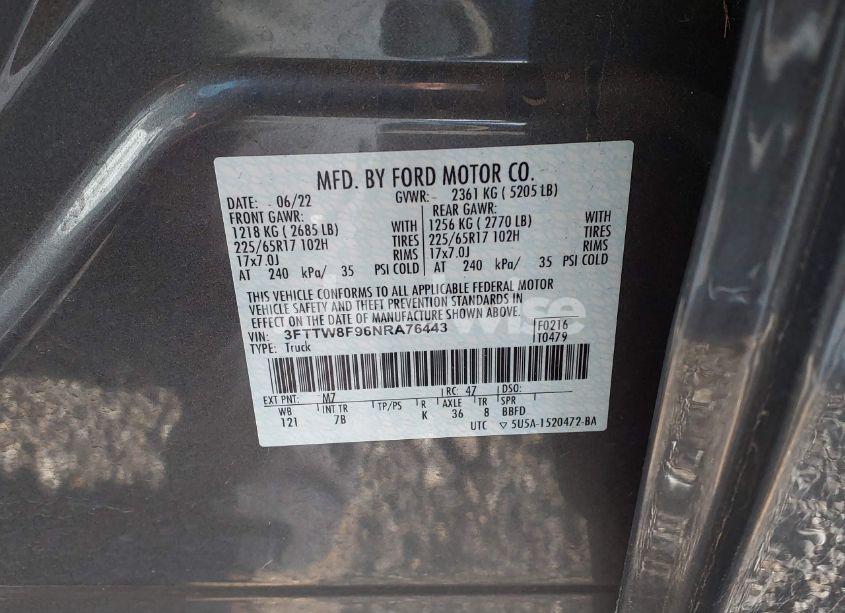 MFD. BY FORD MOTOR CO.
DATE: 06/22 GVWR: - 2361 KG ( 5205 LB)
FRONT GAWR: REAR GAWR:
1218 KG ( 2685 LB) WITH 1256 KG ( 2770 LB) WITH
225/65R17 102H TIRES 225/65R17 102H TIRES
17x7.0J RIMS 17x7.0J RIMS
AT 240 kPa/ 35 PSI COLD AT 240 kPa/ 35 PSI COLD
THIS VEHICLE CONFORMS TO ALL APPLICABLE FEDERAL MOTOR
VEHICLE SAFETY AND THEFT PREVENTION STANDARDS IN
EFFECT ON THE DATE OF MANUFACTURE SHOWN ABOVE.
VIN: 3FTTW8F96NRA76443 F0216
TYPE: Truck T0479
EXT PNT: M7 RC: 47 DSO:
WB INT TR TP/PS R AXLE TR SPR
121 7B K 36 8 BBFD
UTC ▽ 5U5A-1520472-BA
wise